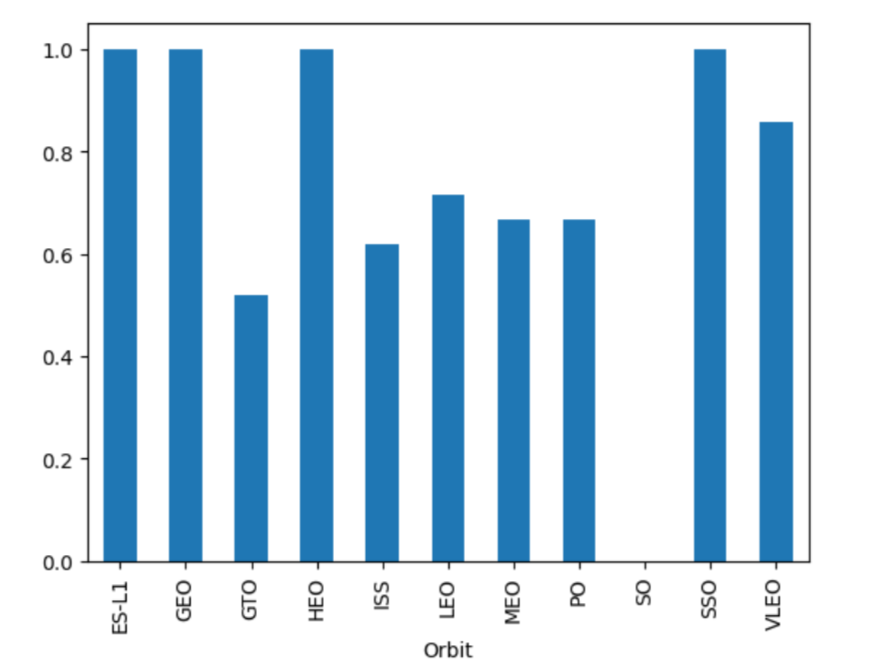 1.0
0.8
0.6
0.4
0.2
0.0
ES-L1
GEO
GTO
HEO
ISS
LEO
MEO
PO
SO
SSO
VLEO
Orbit